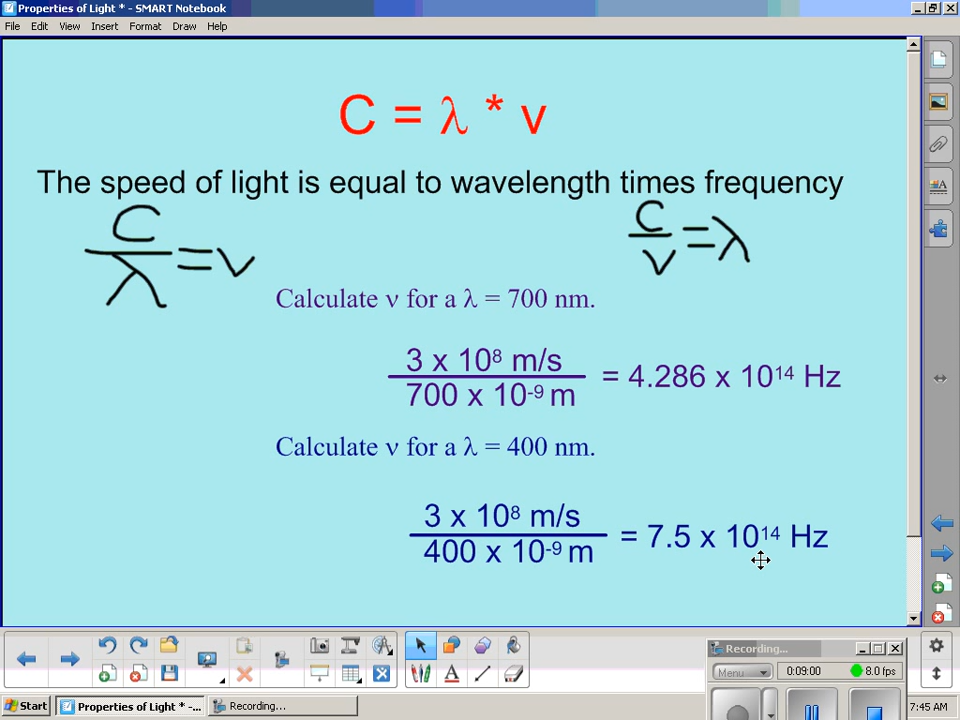 Properties of Light * - SMART Notebook
File Edit View Insert Format Draw Help
C = λ * v
The speed of light is equal to wavelength times frequency
C/λ = v
C/v = λ
Calculate ν for a λ = 700 nm.
3 x 10⁸ m/s
700 x 10⁻⁹ m
= 4.286 x 10¹⁴ Hz
Calculate ν for a λ = 400 nm.
3 x 10⁸ m/s
400 x 10⁻⁹ m
= 7.5 x 10¹⁴ Hz
Recording...
Menu 0:09:00 8.0 fps
Start Properties of Light * -... Recording... 7:45 AM